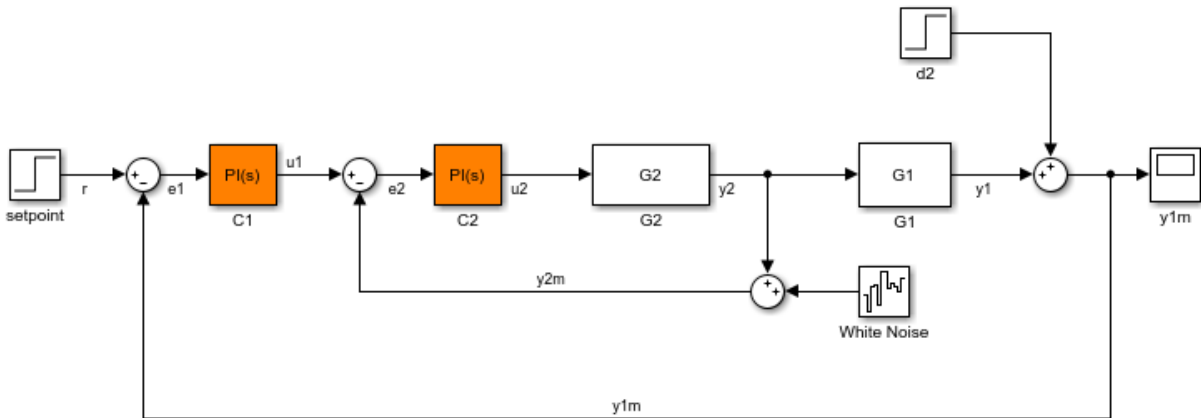 d2
setpoint
r
+
−
e1
PI(s)
C1
u1
+
−
e2
PI(s)
C2
u2
G2
G2
y2
G1
G1
y1
+
+
y1m
y2m
+
+
White Noise
y1m